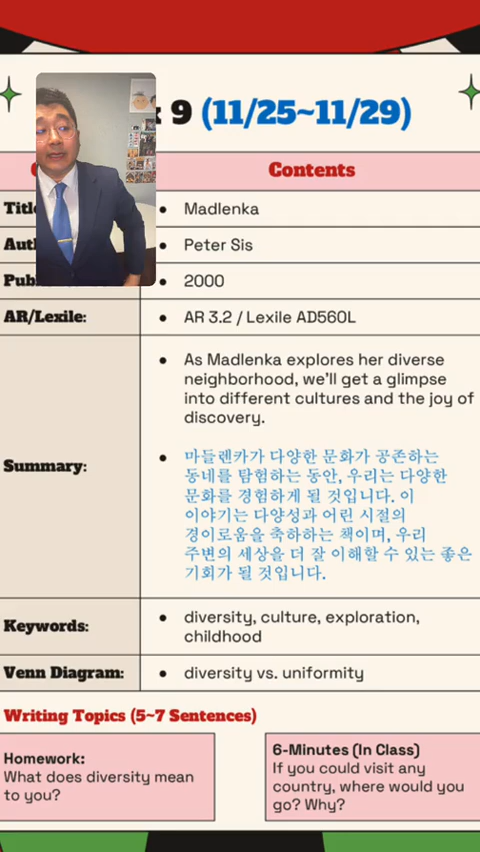 9 (11/25~11/29)
Contents
• Madlenka
• Peter Sis
• 2000
AR/Lexile: • AR 3.2 / Lexile AD560L
Summary:
• As Madlenka explores her diverse
neighborhood, we'll get a glimpse
into different cultures and the joy of
discovery.
• 마들렌카가 다양한 문화가 공존하는
동네를 탐험하는 동안, 우리는 다양한
문화를 경험하게 될 것입니다. 이
이야기는 다양성과 어린 시절의
경이로움을 축하하는 책이며, 우리
주변의 세상을 더 잘 이해할 수 있는 좋은
기회가 될 것입니다.
Keywords:
• diversity, culture, exploration,
childhood
Venn Diagram: • diversity vs. uniformity
Writing Topics (5~7 Sentences)
Homework:
What does diversity mean
to you?
6-Minutes (In Class)
If you could visit any
country, where would you
go? Why?